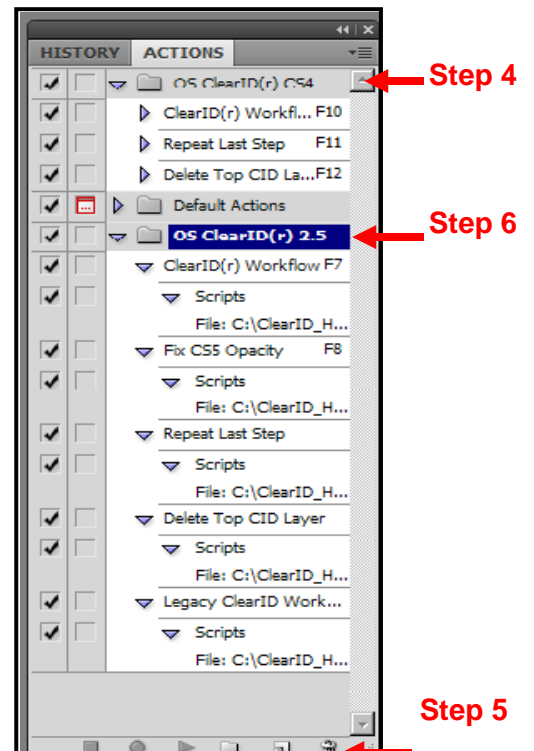 HISTORY ACTIONS
OS ClearID(r) CS4
Step 4
ClearID(r) Workfl... F10
Repeat Last Step F11
Delete Top CID La...F12
Default Actions
OS ClearID(r) 2.5
Step 6
ClearID(r) Workflow F7
Scripts
File: C:\ClearID_H...
Fix CS5 Opacity F8
Scripts
File: C:\ClearID_H...
Repeat Last Step
Scripts
File: C:\ClearID_H...
Delete Top CID Layer
Scripts
File: C:\ClearID_H...
Legacy ClearID Work...
Scripts
File: C:\ClearID_H...
Step 5